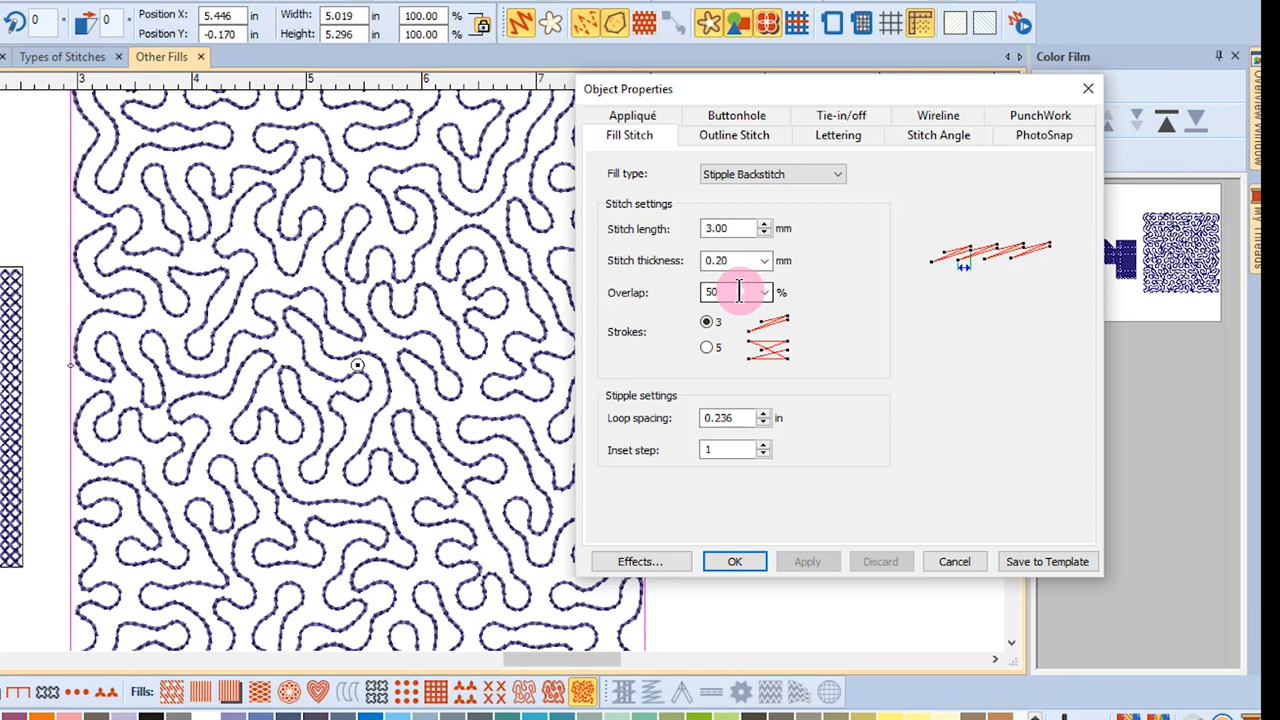 0 0 Position X: 5.446 in Width: 5.019 in 100.00 %
Position Y: -0.170 in Height: 5.296 in 100.00 %
Types of Stitches × Other Fills × Color Film
3 4 5 6 7
Object Properties
Appliqué Buttonhole Tie-in/off Wireline PunchWork
Fill Stitch Outline Stitch Lettering Stitch Angle PhotoSnap
Fill type: Stipple Backstitch
Stitch settings
Stitch length: 3.00 mm
Stitch thickness: 0.20 mm
Overlap: 50 %
Strokes: 3
5
Stipple settings
Loop spacing: 0.236 in
Inset step: 1
Effects... OK Apply Discard Cancel Save to Template
Overview Window
Fills: